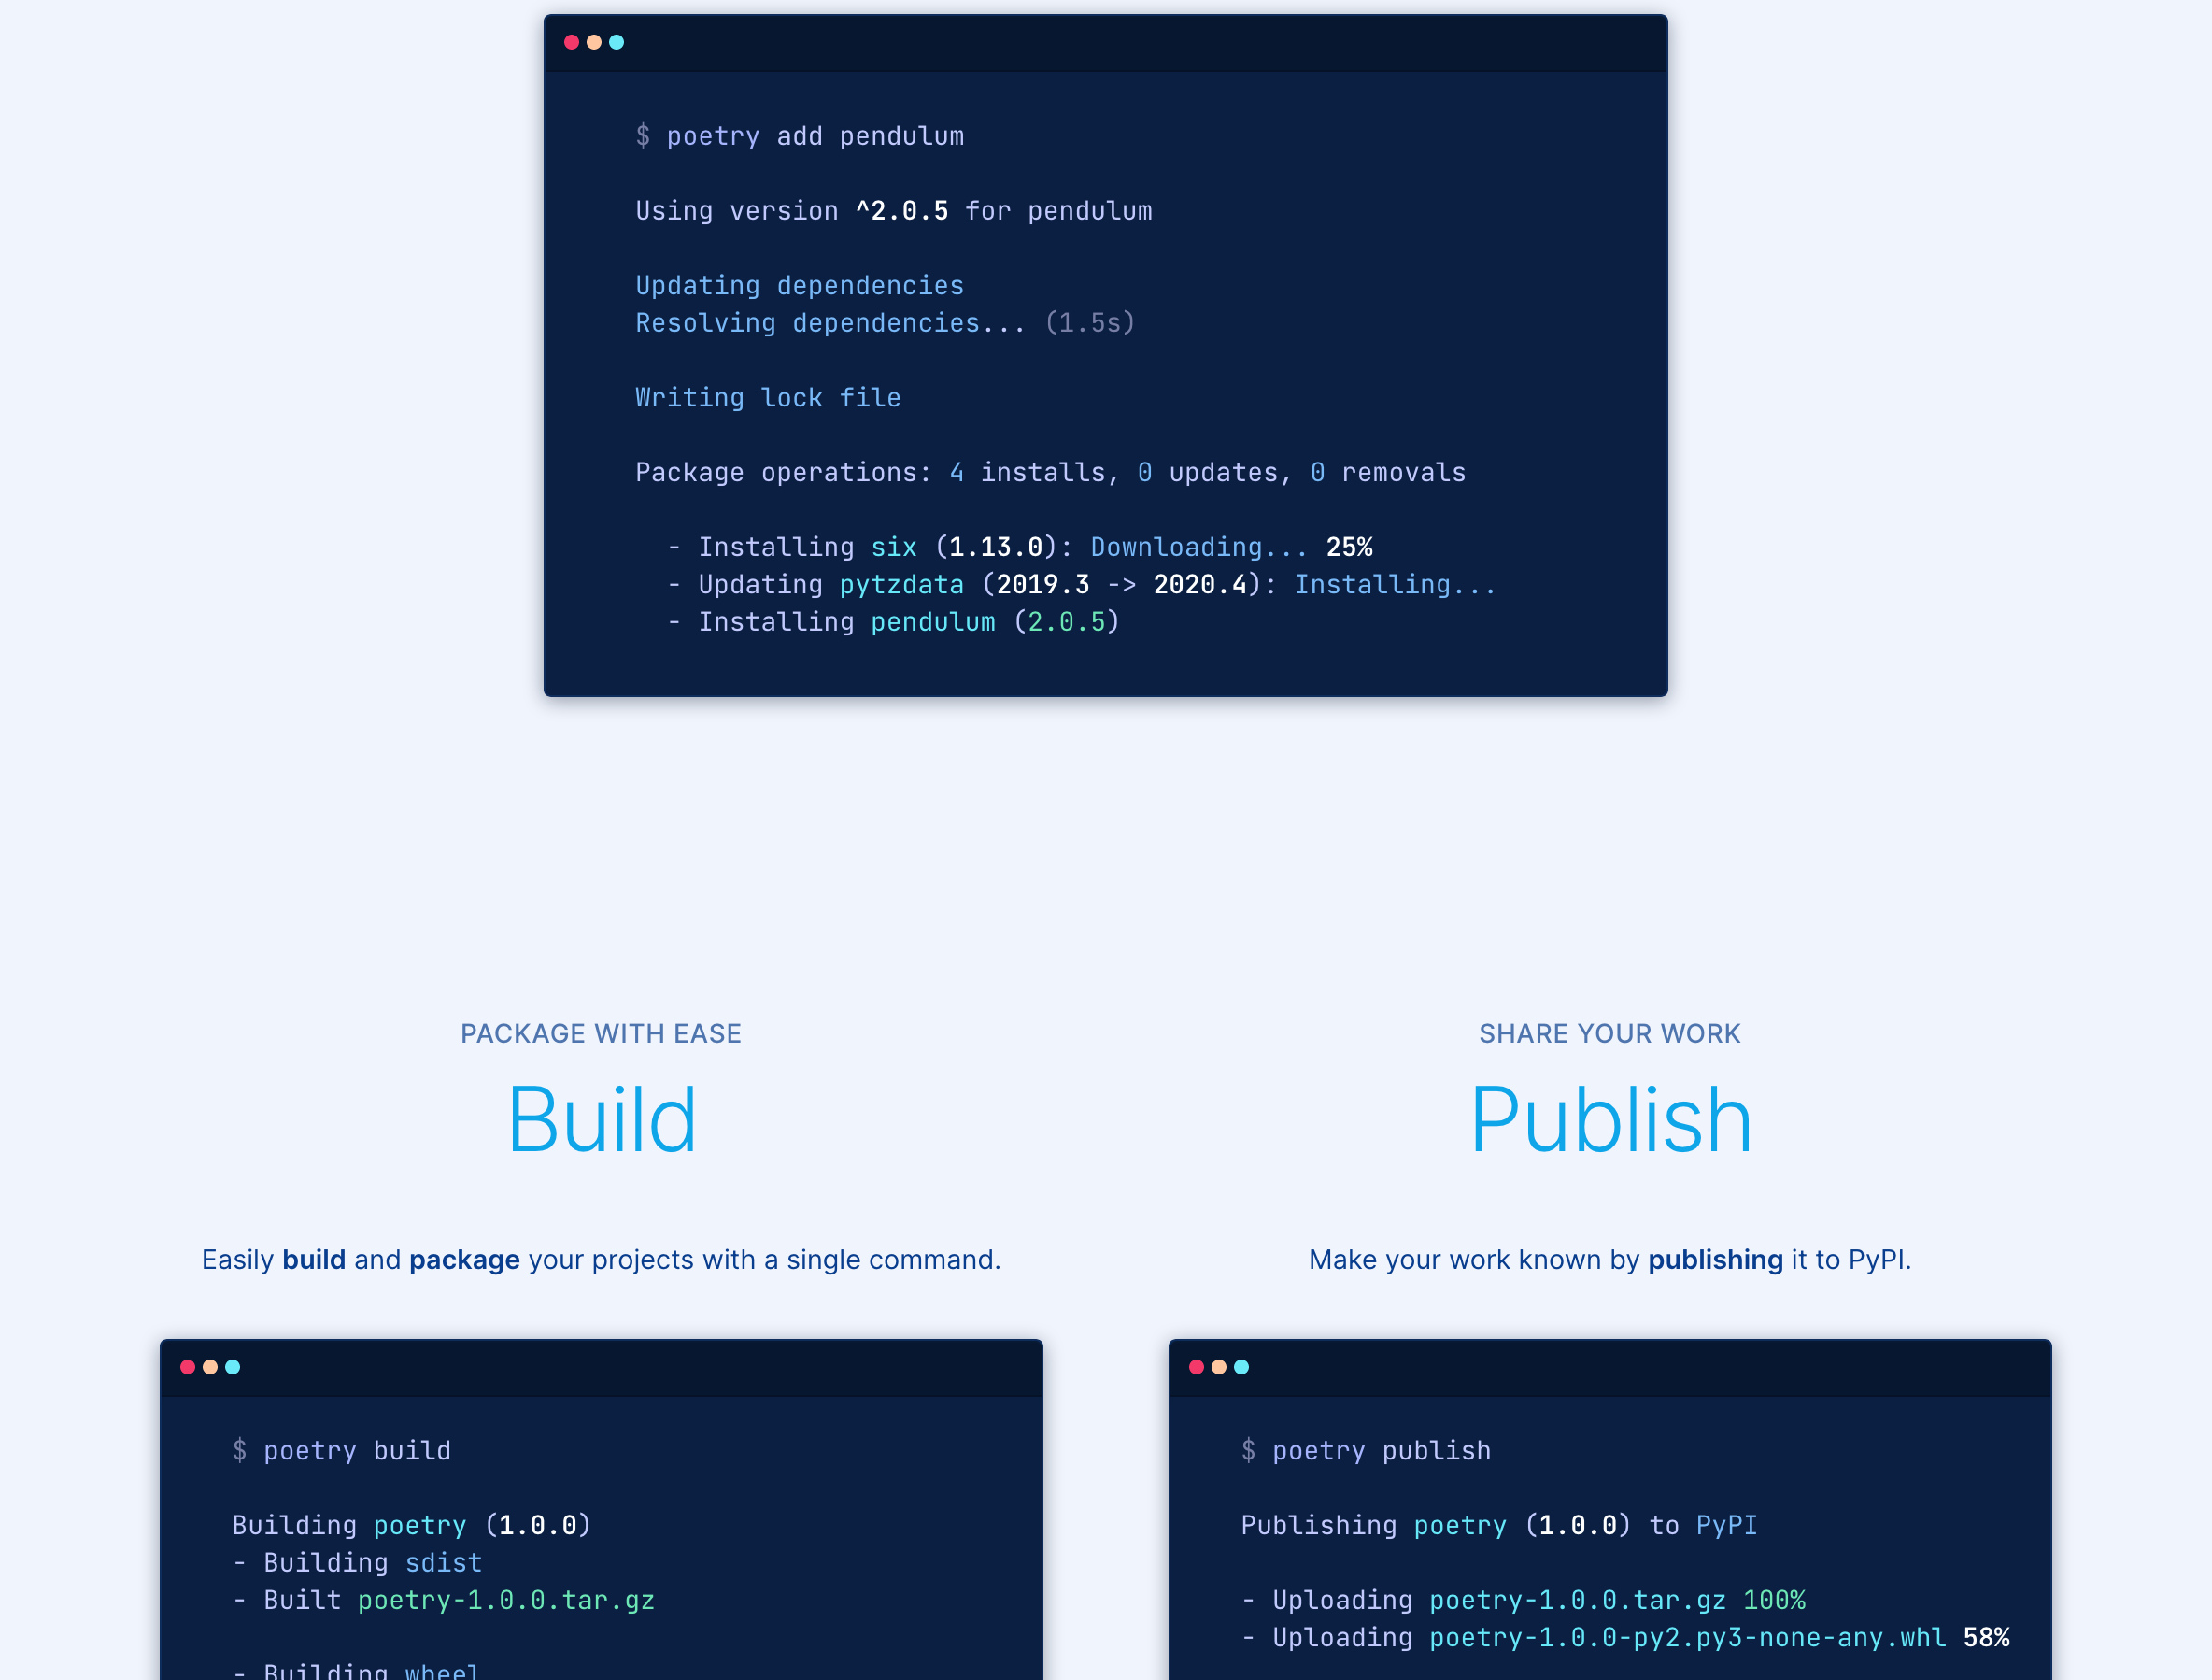 $ poetry add pendulum
Using version ^2.0.5 for pendulum
Updating dependencies
Resolving dependencies... (1.5s)
Writing lock file
Package operations: 4 installs, 0 updates, 0 removals
- Installing six (1.13.0): Downloading... 25%
- Updating pytzdata (2019.3 -> 2020.4): Installing...
- Installing pendulum (2.0.5)
PACKAGE WITH EASE
Build
Easily build and package your projects with a single command.
$ poetry build
Building poetry (1.0.0)
- Building sdist
- Built poetry-1.0.0.tar.gz
- Building wheel
SHARE YOUR WORK
Publish
Make your work known by publishing it to PyPI.
$ poetry publish
Publishing poetry (1.0.0) to PyPI
- Uploading poetry-1.0.0.tar.gz 100%
- Uploading poetry-1.0.0-py2.py3-none-any.whl 58%